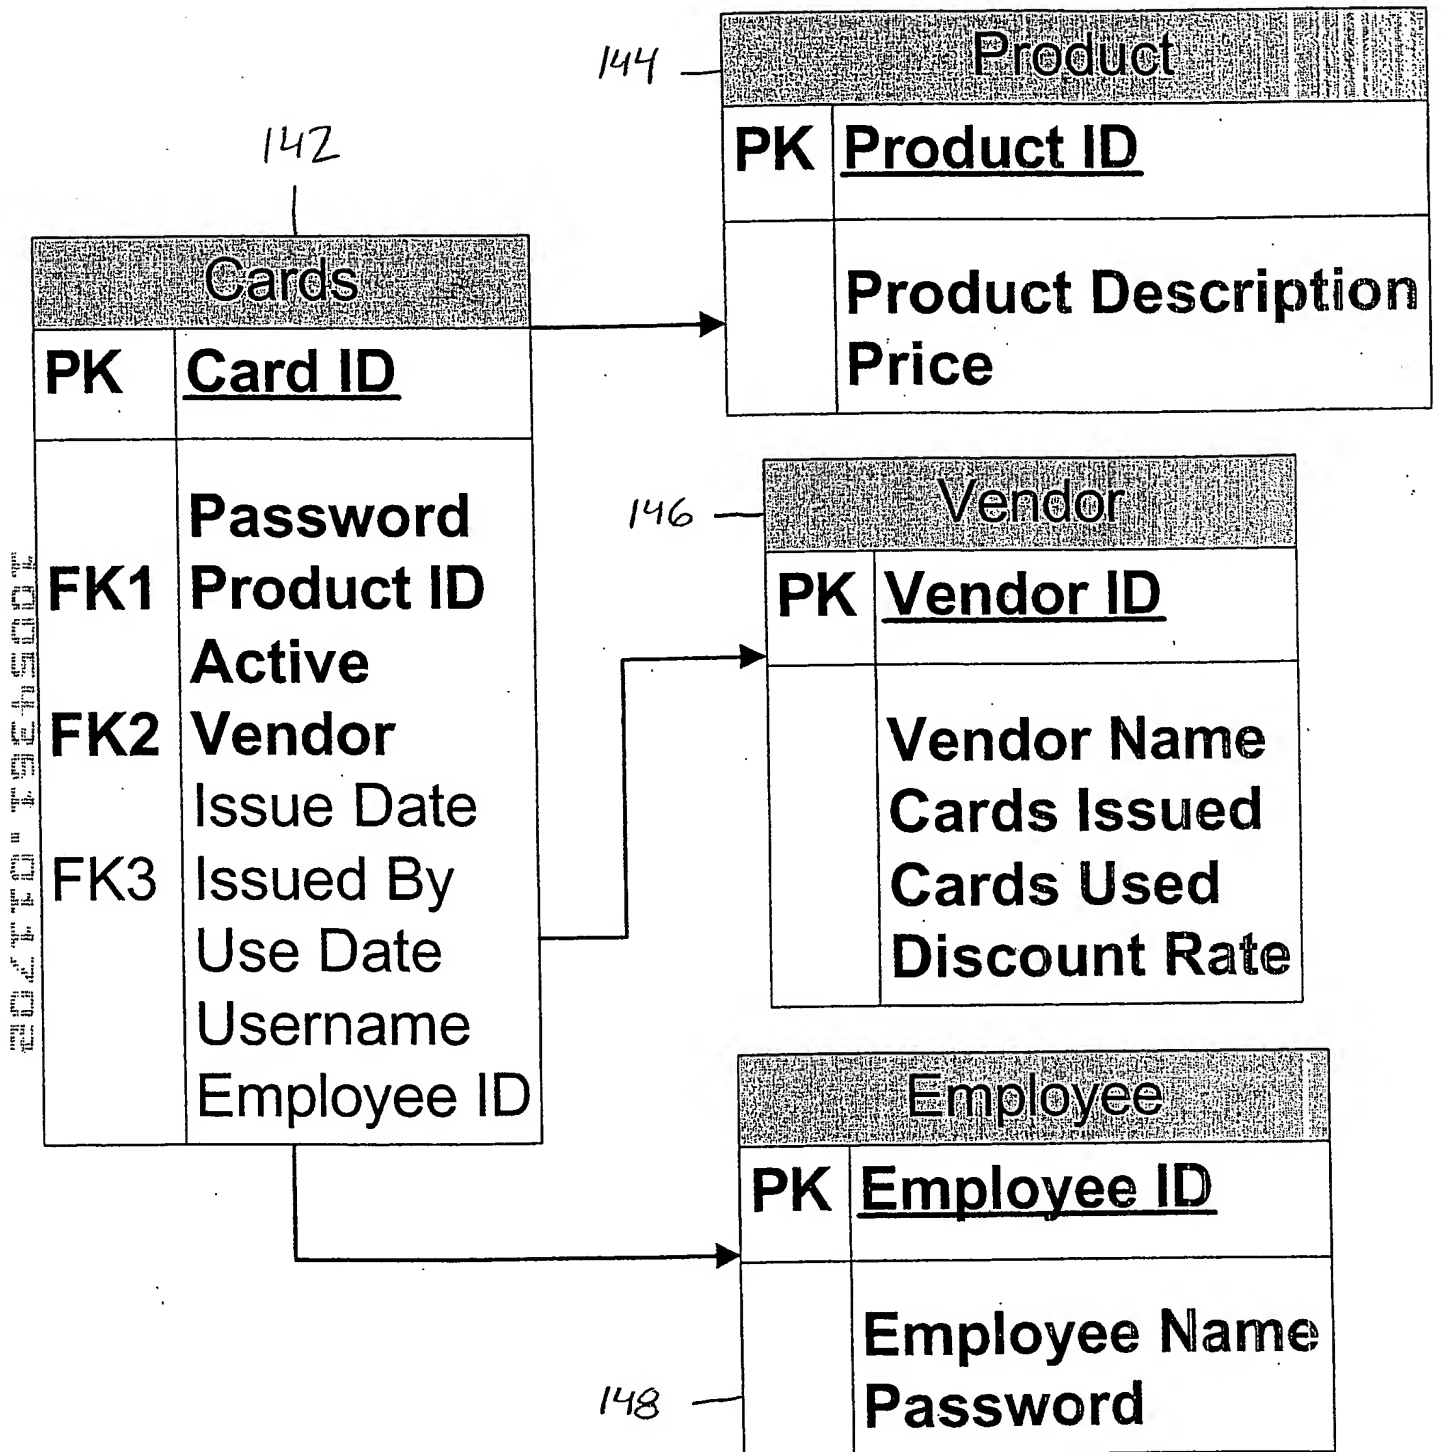 144
Product
PK Product ID
Product Description
Price
142
Cards
PK Card ID
Password
FK1 Product ID
Active
FK2 Vendor
Issue Date
FK3 Issued By
Use Date
Username
Employee ID
146
Vendor
PK Vendor ID
Vendor Name
Cards Issued
Cards Used
Discount Rate
Employee
PK Employee ID
Employee Name
Password
148
10054361.011702